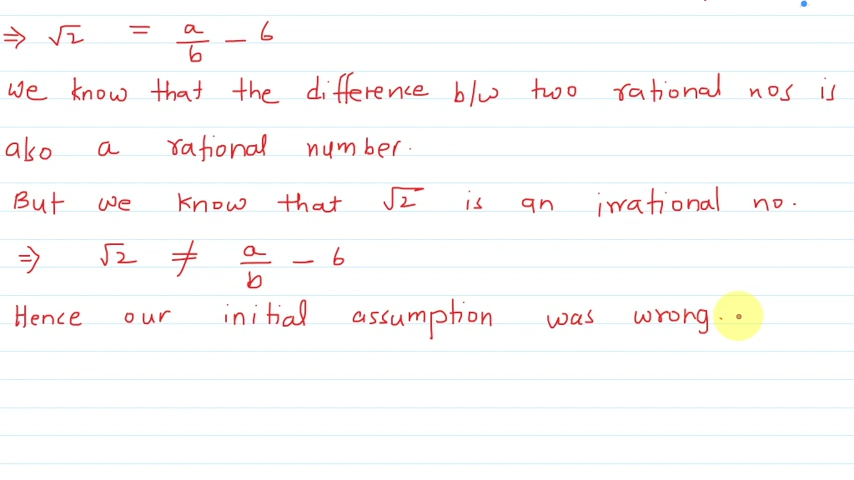 ⇒ √2 = a/b - 6
We know that the difference b/w two rational nos is
also a rational number.
But we know that √2 is an irrational no.
⇒ √2 ≠ a/b - 6
Hence our initial assumption was wrong.